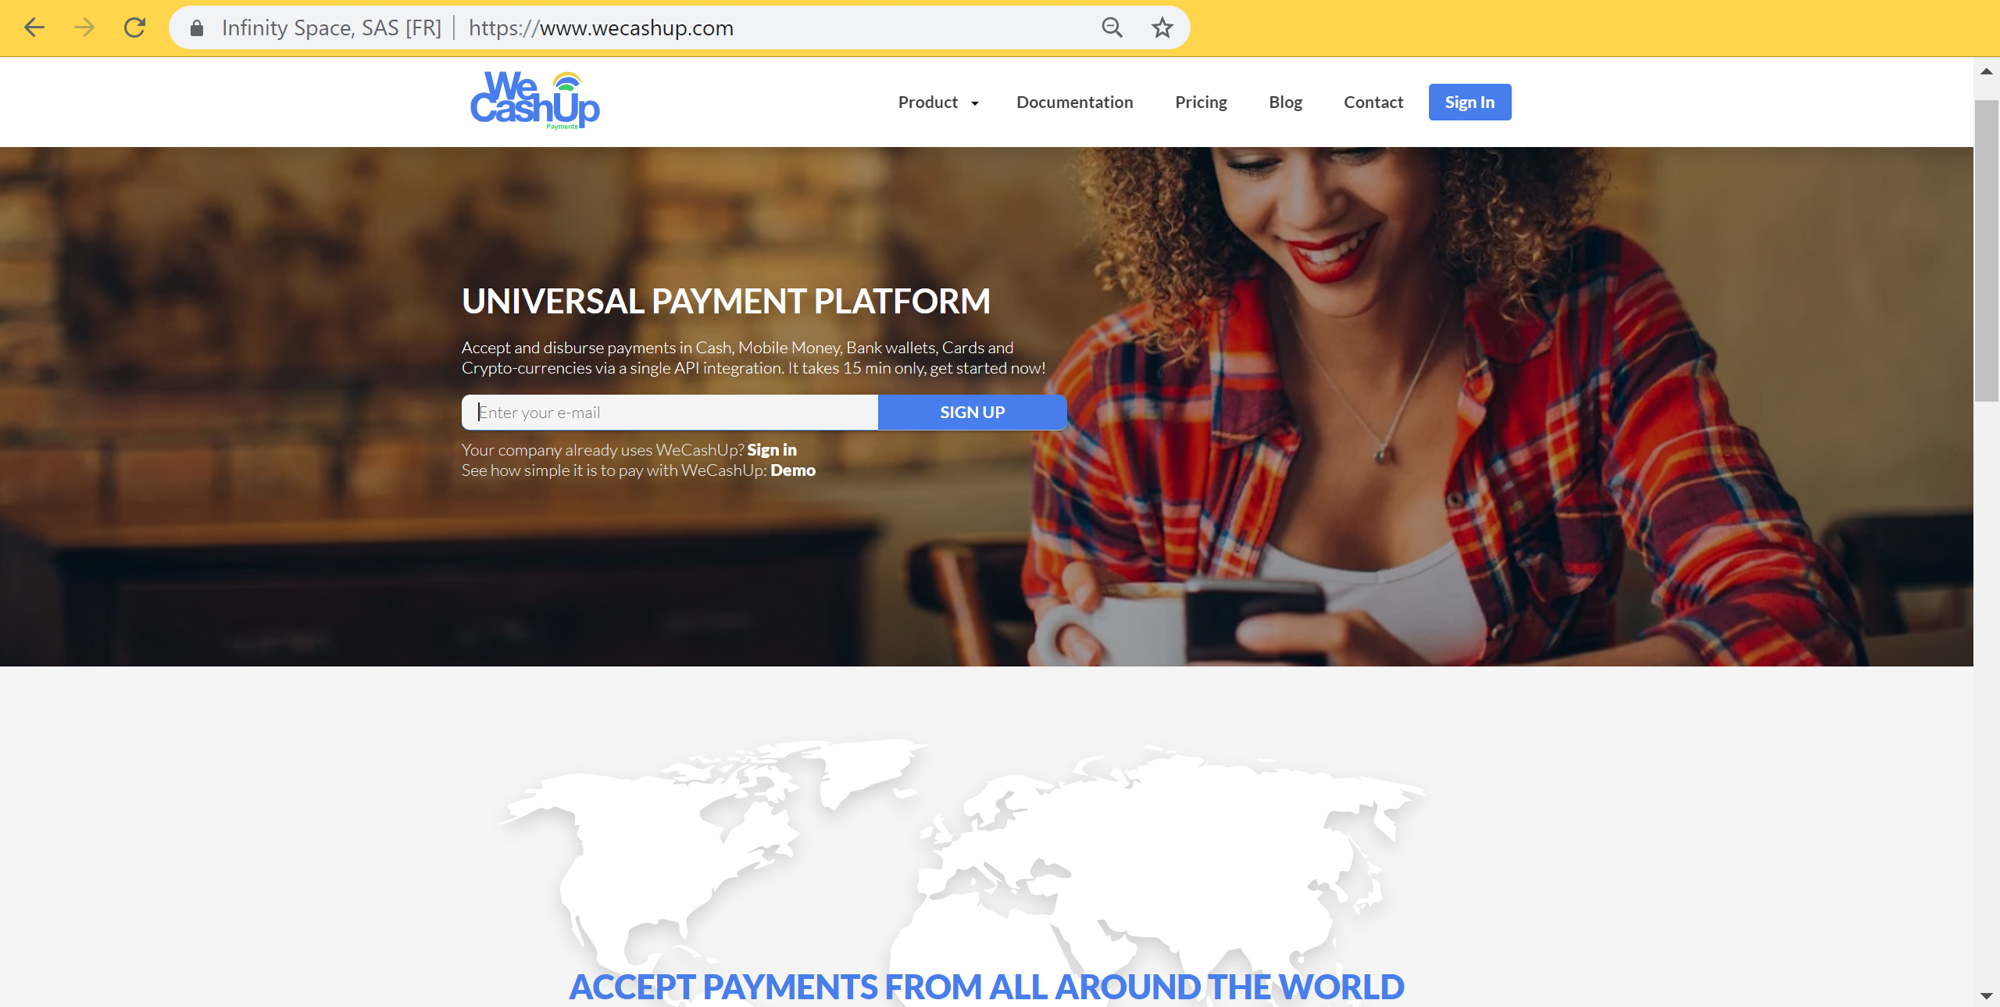 Infinity Space, SAS [FR] | https://www.wecashup.com
We
CashUp
Payments
Product
Documentation
Pricing
Blog
Contact
Sign In
UNIVERSAL PAYMENT PLATFORM
Accept and disburse payments in Cash, Mobile Money, Bank wallets, Cards and
Crypto-currencies via a single API integration. It takes 15 min only, get started now!
Enter your e-mail
SIGN UP
Your company already uses WeCashUp? Sign in
See how simple it is to pay with WeCashUp: Demo
ACCEPT PAYMENTS FROM ALL AROUND THE WORLD